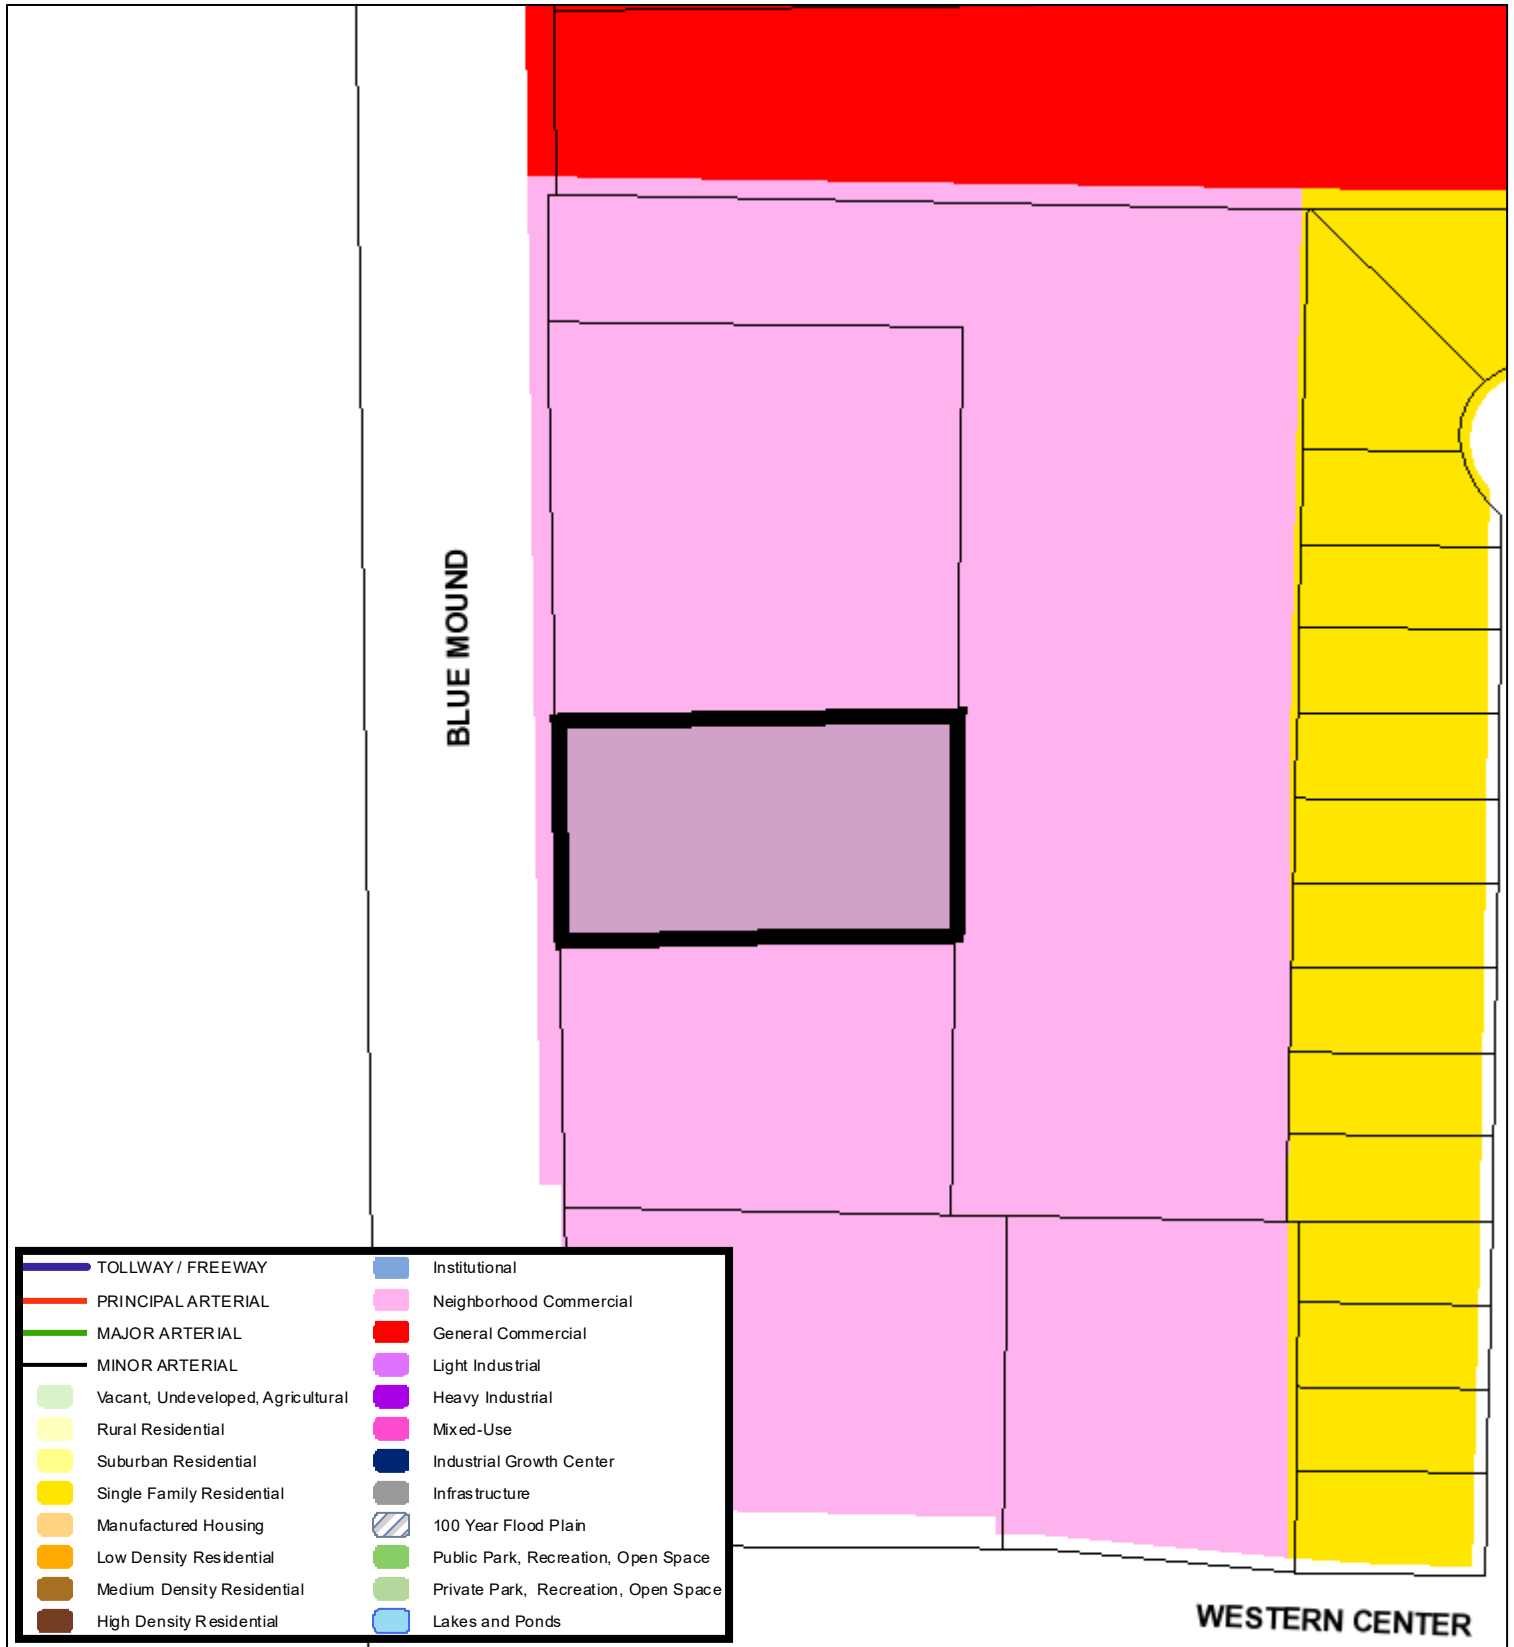 BLUE MOUND
TOLLWAY / FREEWAY
PRINCIPAL ARTERIAL
MAJOR ARTERIAL
MINOR ARTERIAL
Vacant, Undeveloped, Agricultural
Rural Residential
Suburban Residential
Single Family Residential
Manufactured Housing
Low Density Residential
Medium Density Residential
High Density Residential
Institutional
Neighborhood Commercial
General Commercial
Light Industrial
Heavy Industrial
Mixed-Use
Industrial Growth Center
Infrastructure
100 Year Flood Plain
Public Park, Recreation, Open Space
Private Park, Recreation, Open Space
Lakes and Ponds
WESTERN CENTER